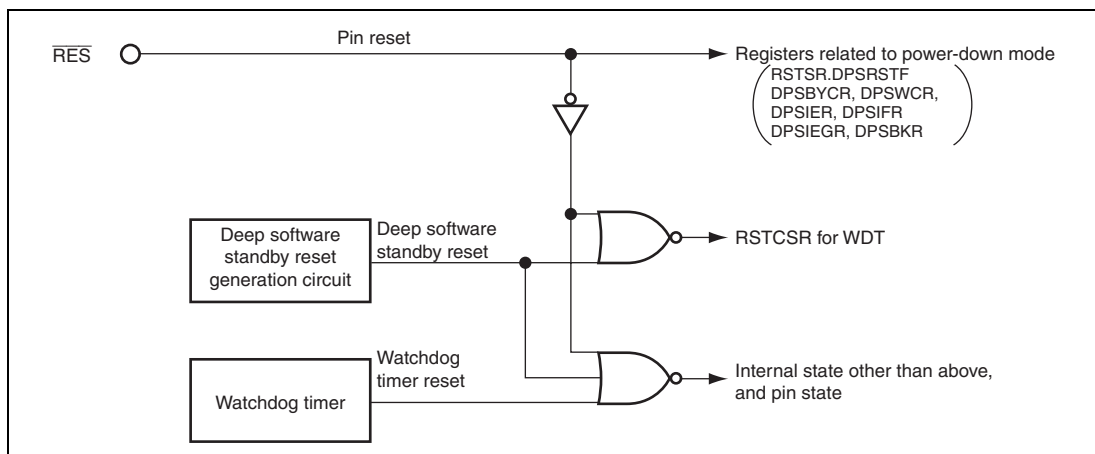 RES
Pin reset
Registers related to power-down mode
RSTSR.DPSRSTF
DPSBYCR, DPSWCR,
DPSIER, DPSIFR
DPSIEGR, DPSBKR
Deep software
standby reset
generation circuit
Deep software
standby reset
RSTCSR for WDT
Watchdog timer
Watchdog
timer reset
Internal state other than above,
and pin state